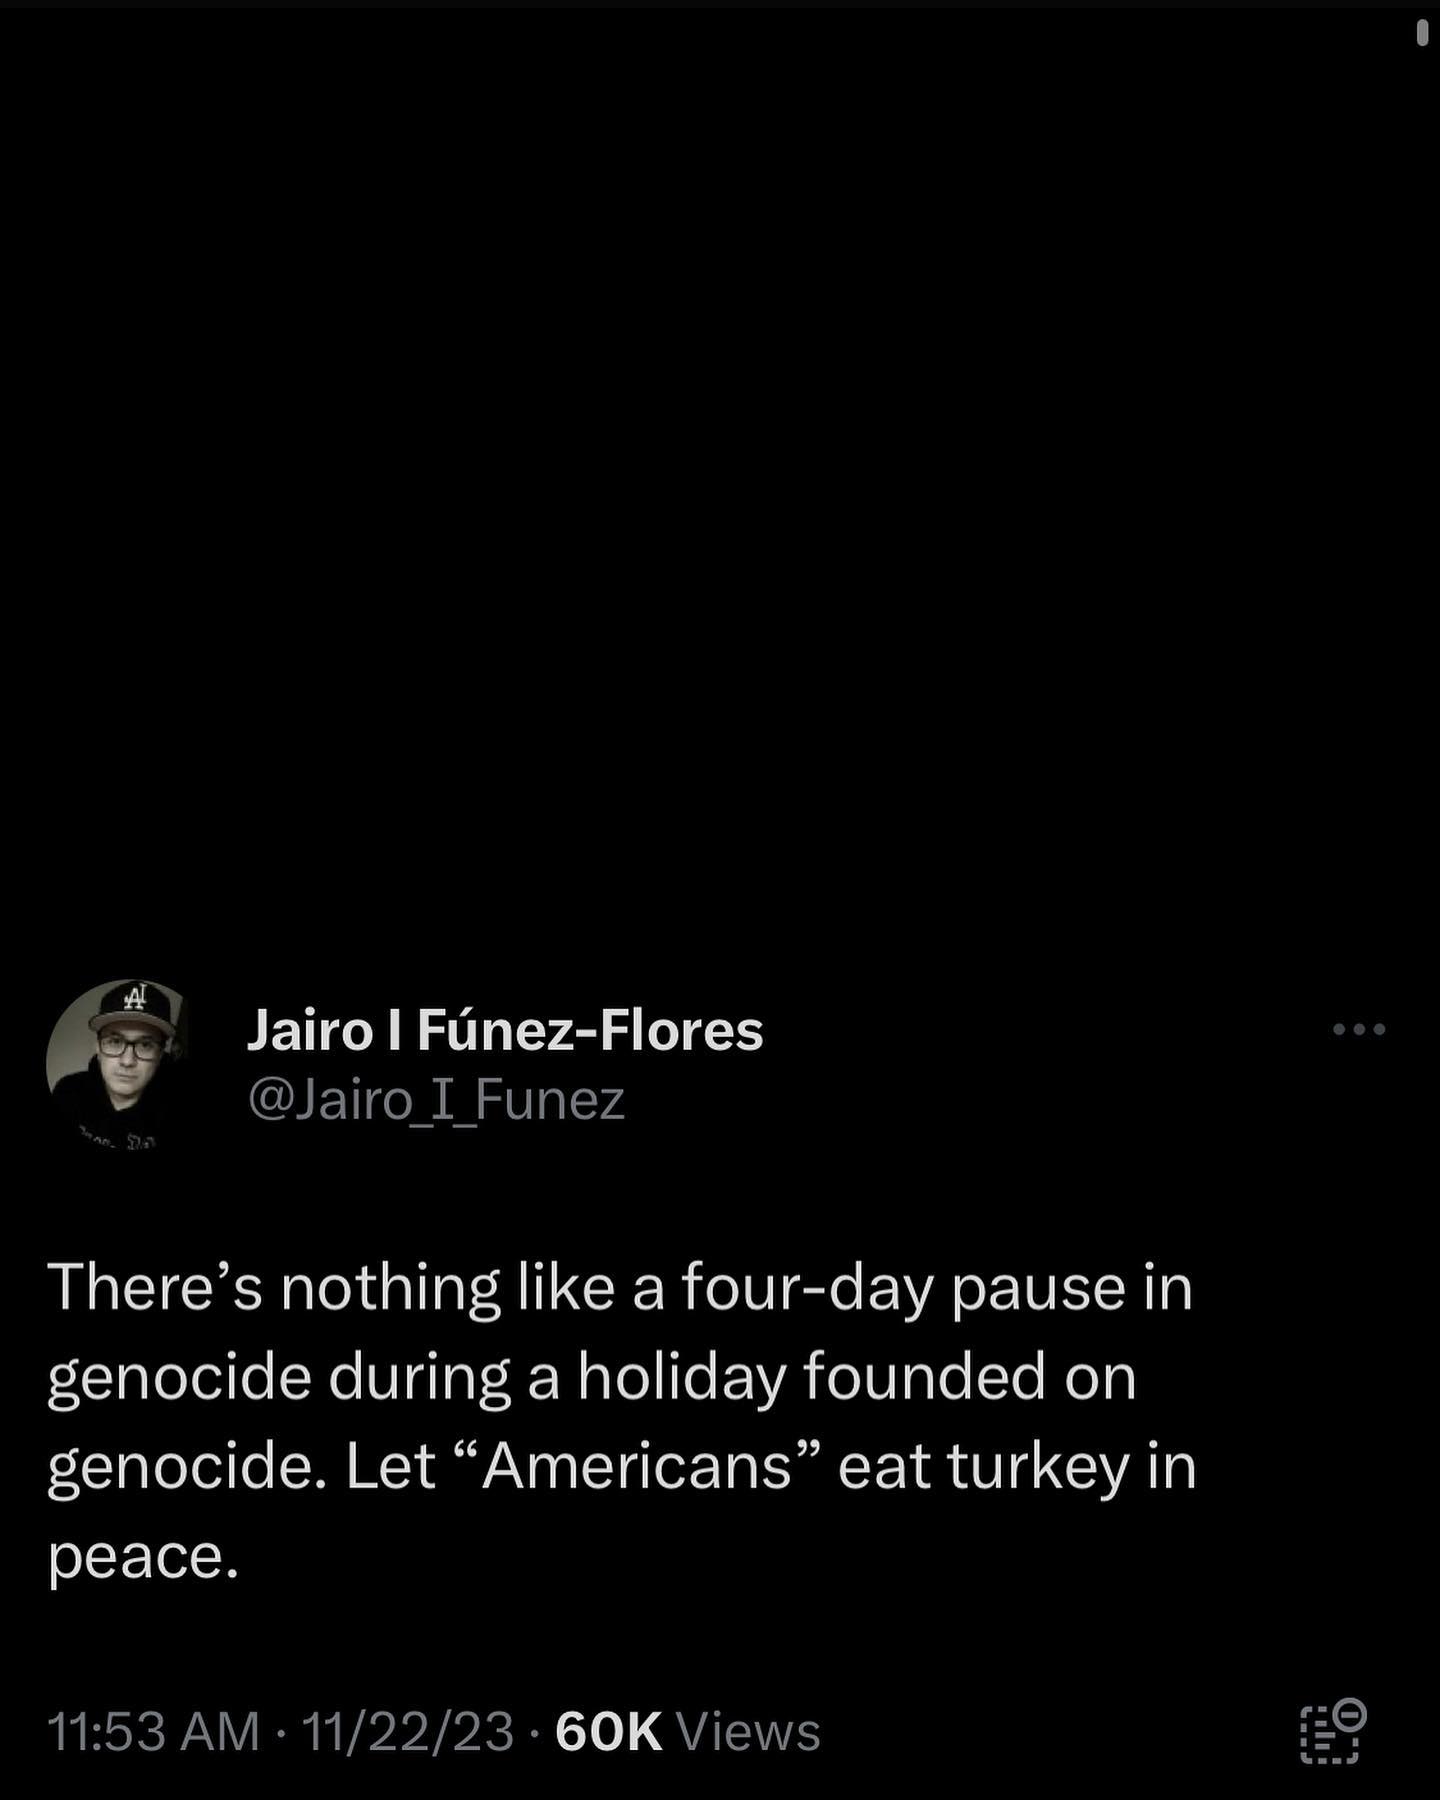 Jairo I Fúnez-Flores
@Jairo_I_Funez
There’s nothing like a four-day pause in
genocide during a holiday founded on
genocide. Let “Americans” eat turkey in
peace.
11:53 AM · 11/22/23 · 60K Views